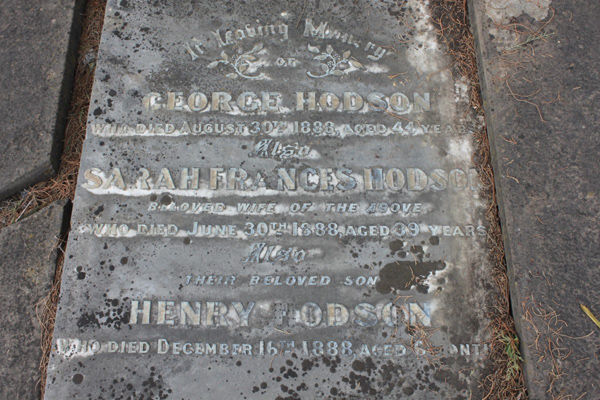 In Loving Memory
OF
GEORGE HODSON
WHO DIED AUGUST 30TH 1888, AGED 44 YEARS
Also
SARAH FRANCES HODSON
BELOVED WIFE OF THE ABOVE
WHO DIED JUNE 30TH 1888, AGED 39 YEARS
Also
THEIR BELOVED SON
HENRY HODSON
WHO DIED DECEMBER 16TH 1888 AGED